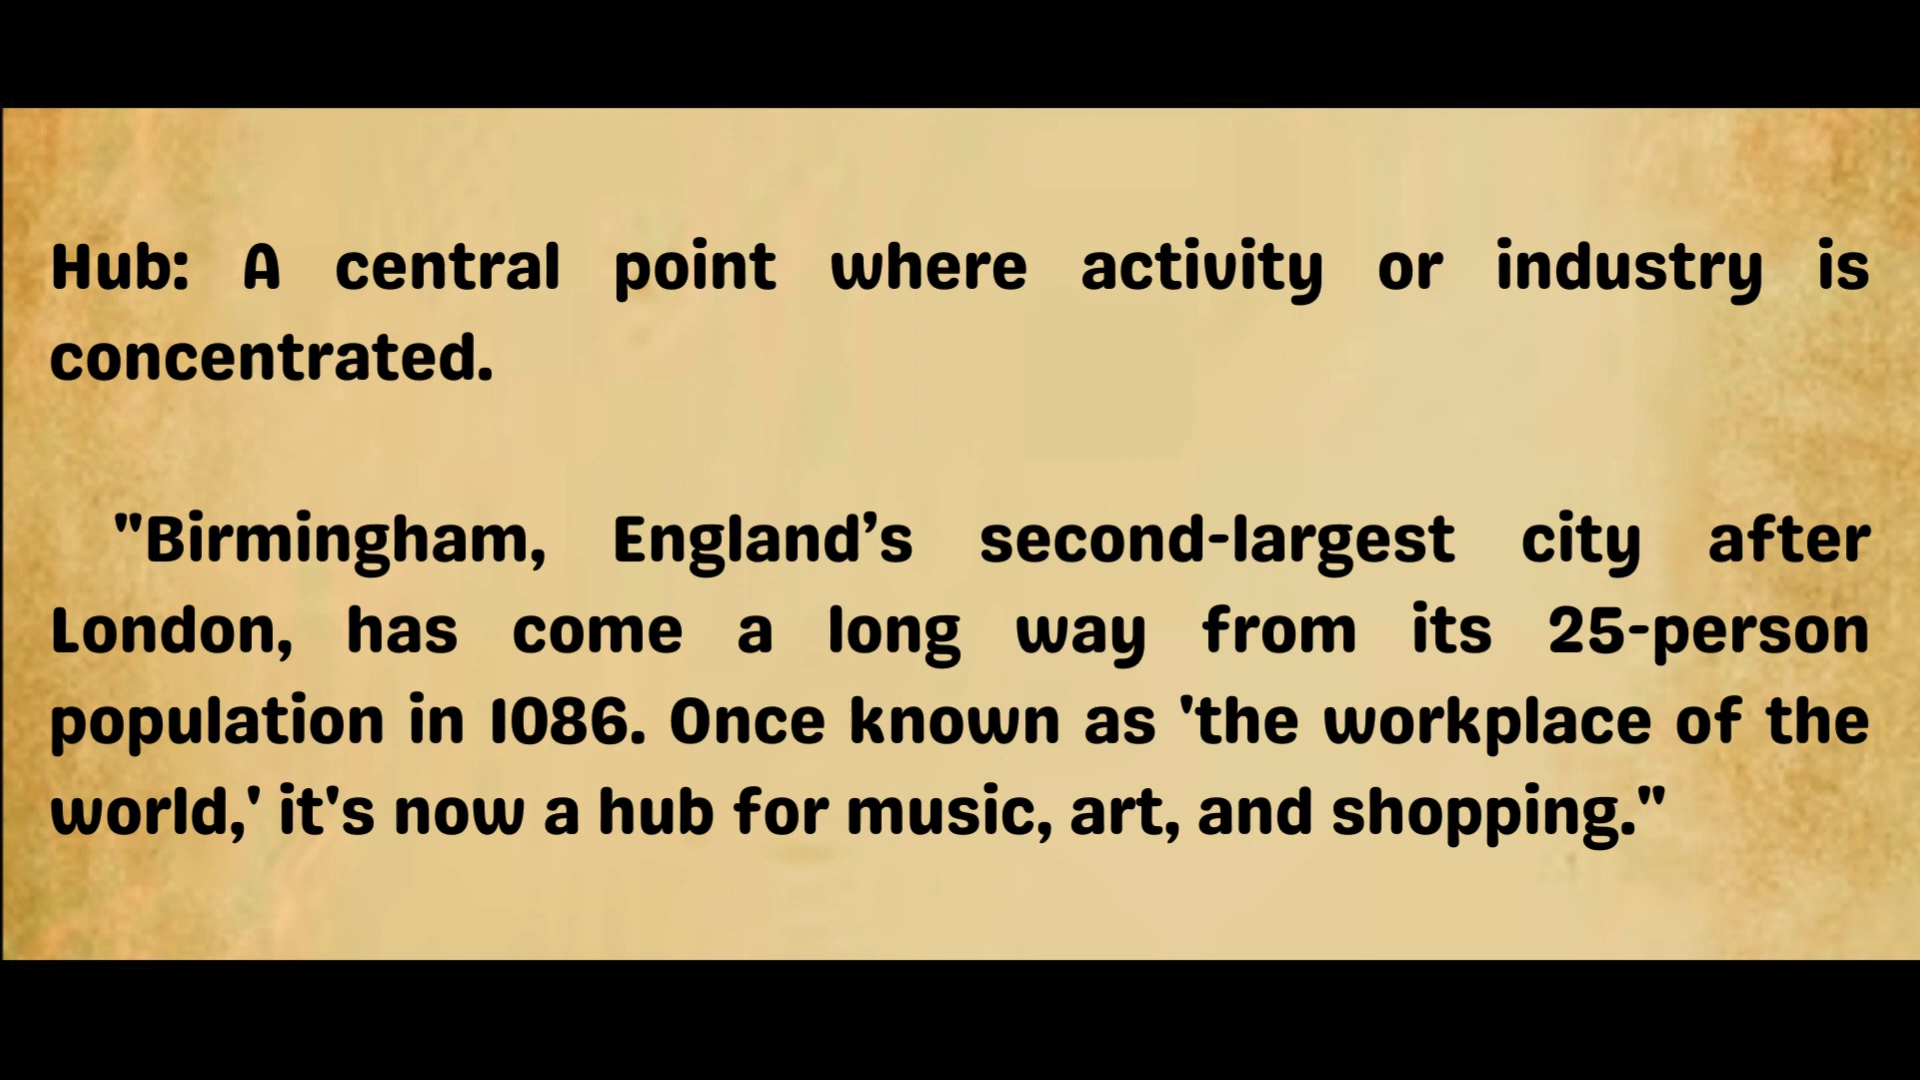 Hub: A central point where activity or industry is
concentrated.
"Birmingham, England’s second-largest city after
London, has come a long way from its 25-person
population in 1086. Once known as 'the workplace of the
world,' it's now a hub for music, art, and shopping."